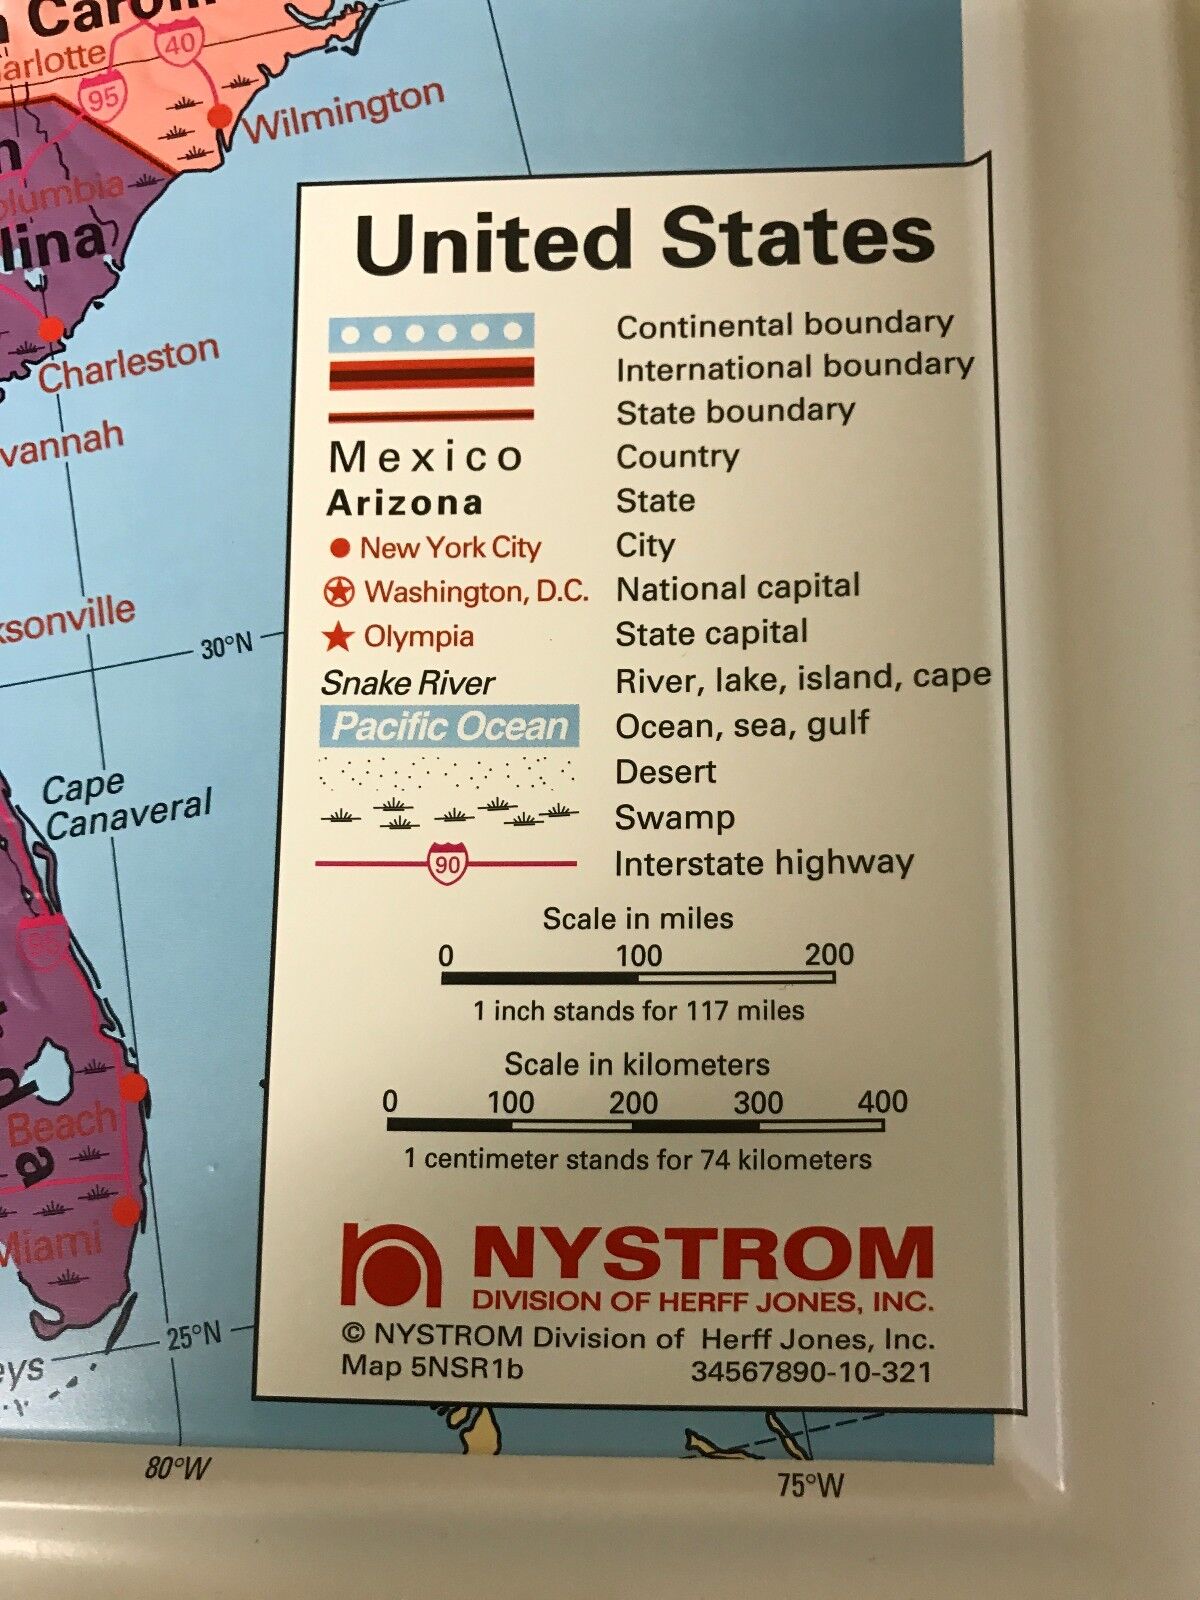 40
95
Wilmington
Charleston
30°N
Cape
Canaveral
95
Beach
Miami
25°N
80°W
75°W
United States
Continental boundary
International boundary
State boundary
Mexico Country
Arizona State
New York City City
Washington, D.C. National capital
Olympia State capital
Snake River River, lake, island, cape
Pacific Ocean Ocean, sea, gulf
Desert
Swamp
90 Interstate highway
Scale in miles
0 100 200
1 inch stands for 117 miles
Scale in kilometers
0 100 200 300 400
1 centimeter stands for 74 kilometers
NYSTROM
DIVISION OF HERFF JONES, INC.
© NYSTROM Division of Herff Jones, Inc.
Map 5NSR1b 34567890-10-321